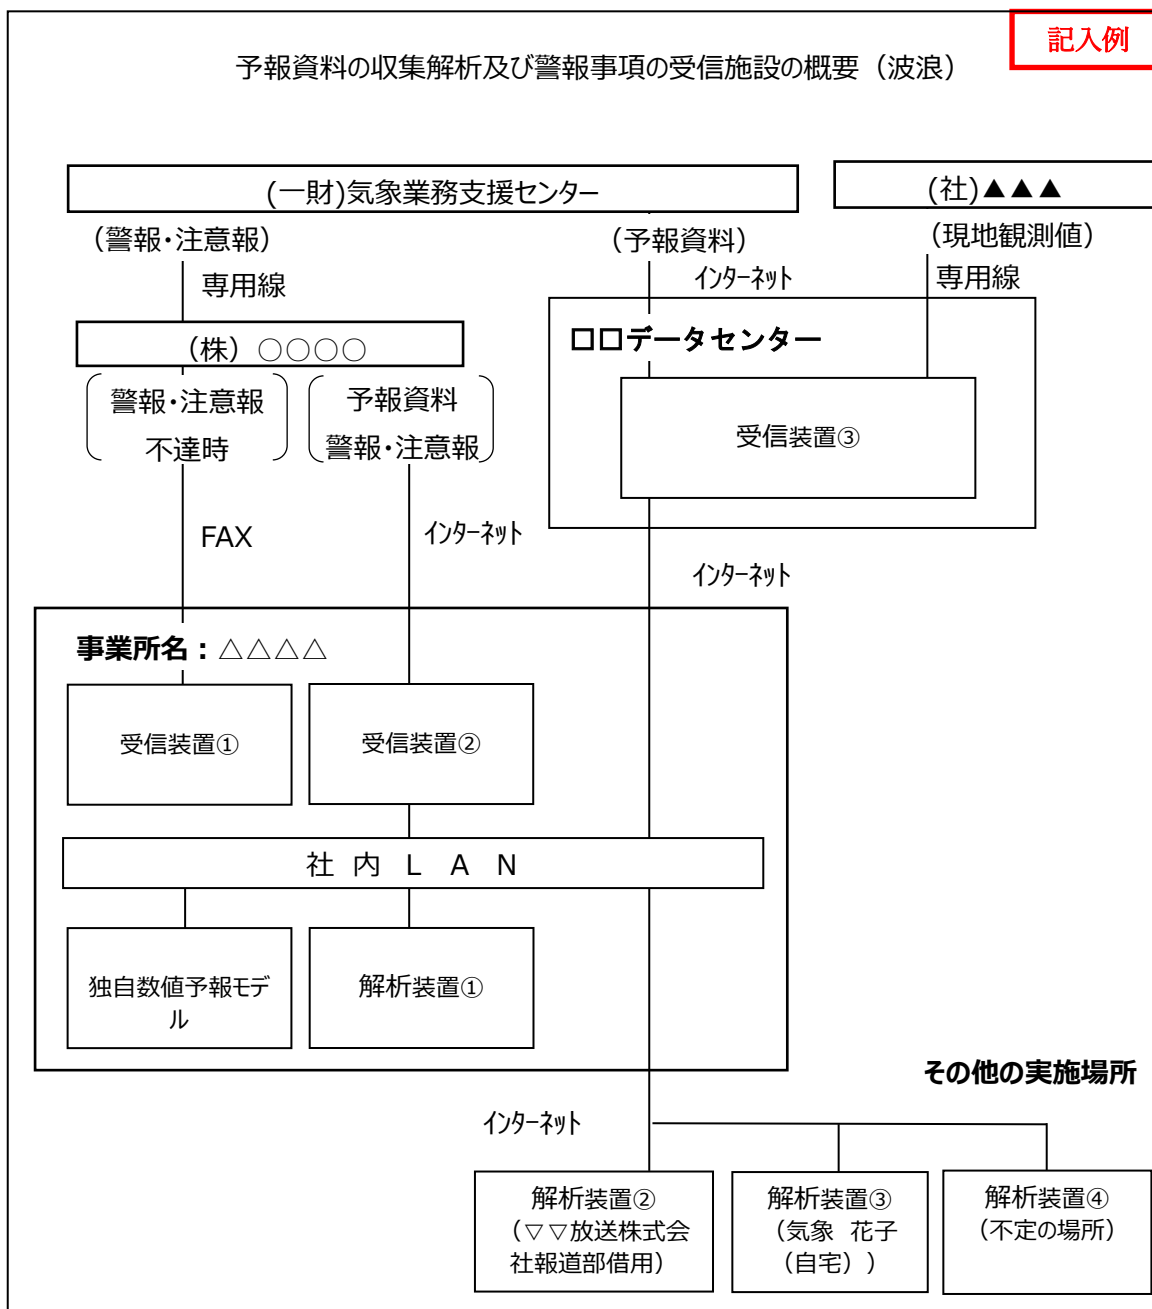 記入例
予報資料の収集解析及び警報事項の受信施設の概要（波浪）
(一財)気象業務支援センター
(社)▲▲▲
（警報・注意報）
（予報資料）
（現地観測値）
専用線
インターネット
専用線
（株）○○○○
口口データセンター
警報・注意報
不達時
予報資料
警報・注意報
受信装置③
FAX
インターネット
インターネット
事業所名：△△△△
受信装置①
受信装置②
社 内 L A N
独自数値予報モデ
ル
解析装置①
その他の実施場所
インターネット
解析装置②
（▽▽放送株式会
社報道部借用）
解析装置③
（気象 花子
（自宅））
解析装置④
（不定の場所）